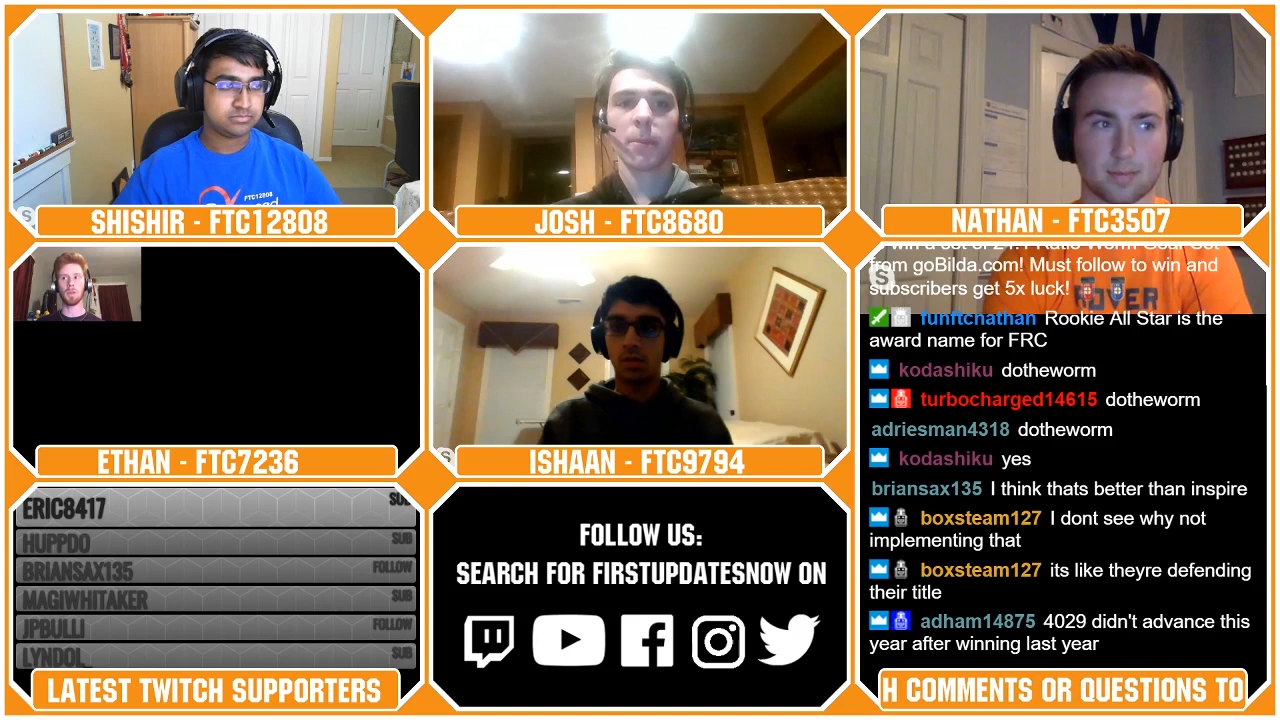 FTC12808
SHISHIR - FTC12808
JOSH - FTC8680
NATHAN - FTC3507
ETHAN - FTC7236
ISHAAN - FTC9794
from goBilda.com! Must follow to win and
subscribers get 5x luck!
funftcnathan Rookie All Star is the
award name for FRC
kodashiku dotheworm
turbocharged14615 dotheworm
adriesman4318 dotheworm
kodashiku yes
briansax135 I think thats better than inspire
boxsteam127 I dont see why not
implementing that
boxsteam127 its like theyre defending
their title
adham14875 4029 didn't advance this
year after winning last year
ERIC8417 SUB
HUPPDO SUB
BRIANSAX135 FOLLOW
MAGIWHITAKER SUB
JPBULLI FOLLOW
LYNDOL_ SUB
LATEST TWITCH SUPPORTERS
FOLLOW US:
SEARCH FOR FIRSTUPDATESNOW ON
H COMMENTS OR QUESTIONS TO